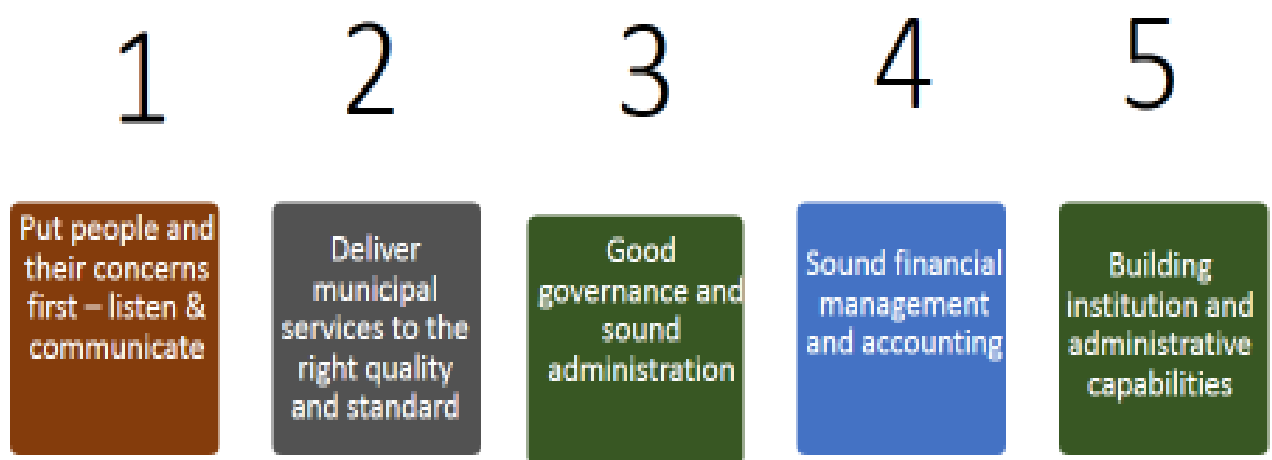 1
2
3
4
5
Put people and
their concerns
first – listen &
communicate
Deliver
municipal
services to the
right quality
and standard
Good
governance and
sound
administration
Sound financial
management
and accounting
Building
institution and
administrative
capabilities